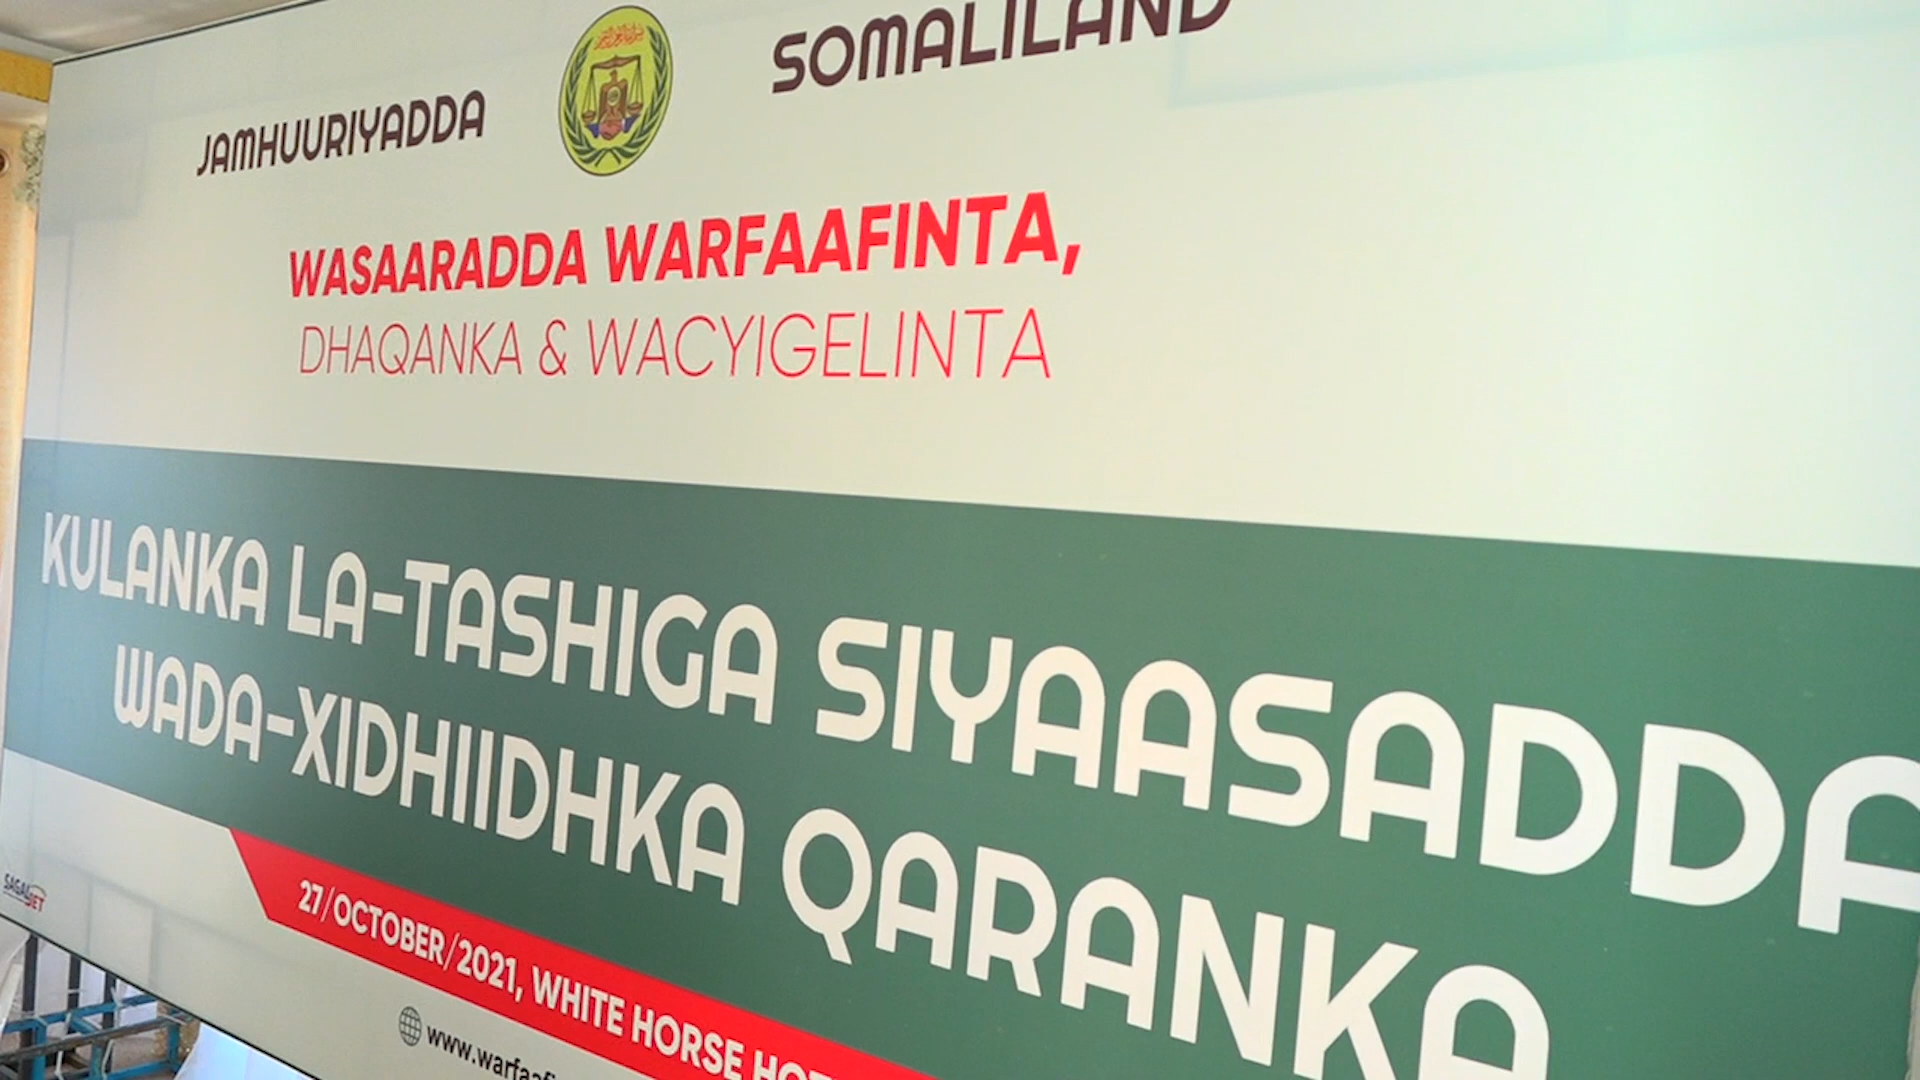 JAMHUURIYADDA SOMALILAND
WASAARADDA WARFAAFINTA,
DHAQANKA & WACYIGELINTA
KULANKA LA-TASHIGA SIYAASADDA
WADA-XIDHIIDHKA QARANKA
27/OCTOBER/2021, WHITE HORSE HOT
www.warfaafi
SAGALJET